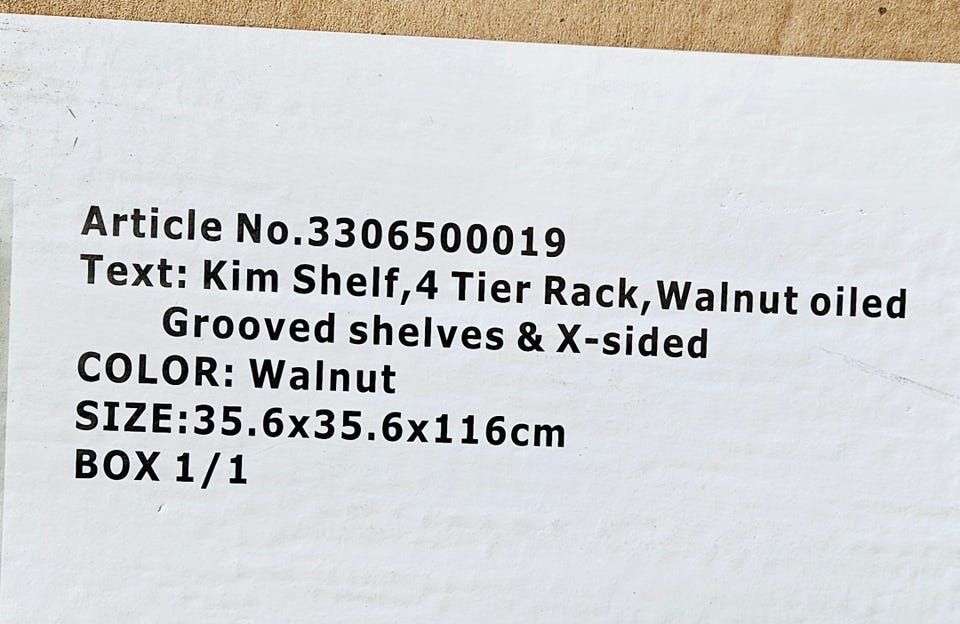 Article No.3306500019
Text: Kim Shelf,4 Tier Rack,Walnut oiled
Grooved shelves & X-sided
COLOR: Walnut
SIZE:35.6x35.6x116cm
BOX 1/1